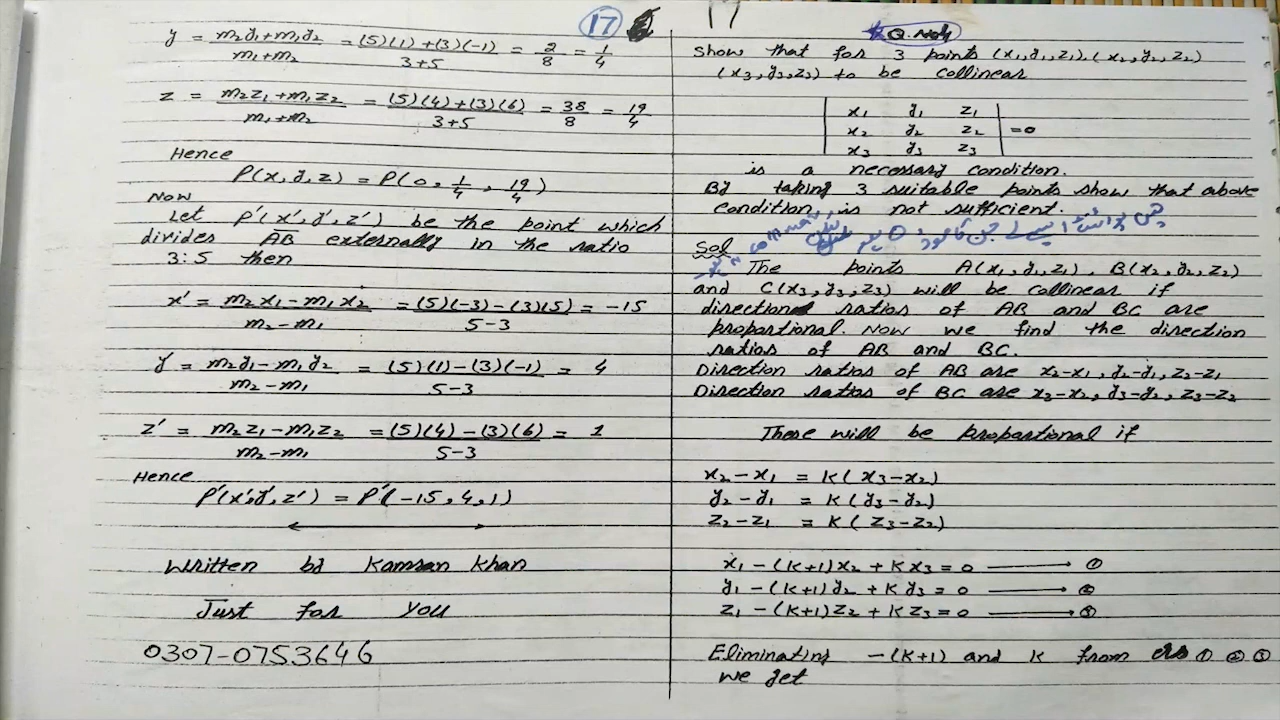 17
17
y = m2y1+m1y2 / m1+m2 = (5)(1)+(3)(-1) / 3+5 = 2/8 = 1/4
z = m2z1+m1z2 / m1+m2 = (5)(4)+(3)(6) / 3+5 = 38/8 = 19/4
Hence
P(x,y,z) = P(0, 1/4, 19/4)
Now
Let P'(x',y',z') be the point which
divides AB externally in the ratio
3:5 then
x' = m2x1-m1x2 / m2-m1 = (5)(-3)-(3)(5) / 5-3 = -15
y' = m2y1-m1y2 / m2-m1 = (5)(1)-(3)(-1) / 5-3 = 4
z' = m2z1-m1z2 / m2-m1 = (5)(4)-(3)(6) / 5-3 = 1
Hence
P'(x',y',z') = P'(-15,4,1)
Written by Kamran Khan
Just for you
0307-0753646
Q.No4
Show that for 3 points (x1,y1,z1), (x2,y2,z2)
(x3,y3,z3) to be collinear
x1 y1 z1
x2 y2 z2 =0
x3 y3 z3
is a necessary condition.
By taking 3 suitable points show that above
condition is not sufficient.
Sol
The points A(x1,y1,z1), B(x2,y2,z2)
and C(x3,y3,z3) will be collinear if
direction ratios of AB and BC are
propotional. Now we find the direction
ratios of AB and BC.
Direction ratios of AB are x2-x1, y2-y1, z2-z1
Direction ratios of BC are x3-x2, y3-y2, z3-z2
These will be propotional if
x2-x1 = K(x3-x2)
y2-y1 = K(y3-y2)
z2-z1 = K(z3-z2)
x1-(K+1)x2+Kx3=0 → ①
y1-(K+1)y2+Ky3=0 → ②
z1-(K+1)z2+Kz3=0 → ③
Eliminating -(K+1) and K from ① ② ③
we get